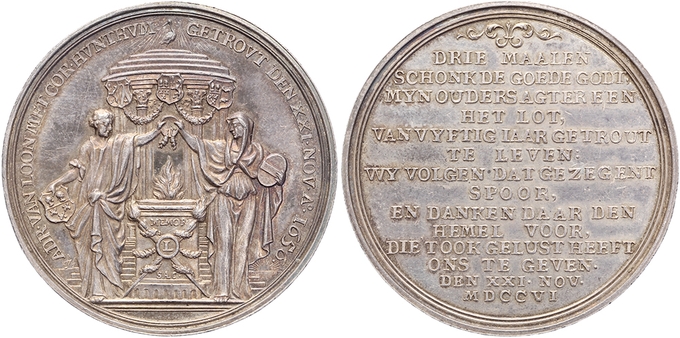 ADR·VAN LOON MET COR·HUNTHUM GETROUT DEN XXI·NOV·Aº·1656·
L
DRIE MAALEN
SCHONK DE GOEDE GODT
MYN OUDERS AGTER EEN
HET LOT,
VAN VYFTIG IAAR GETROUT
TE LEVEN:
WY VOLGEN DAT GEZEGENT
SPOOR,
EN DANKEN DAAR DEN
HEMEL VOOR,
DIE T OOK GELUST HEEFT
ONS TE GEVEN·
DEN XXI· NOV·
MDCCVI